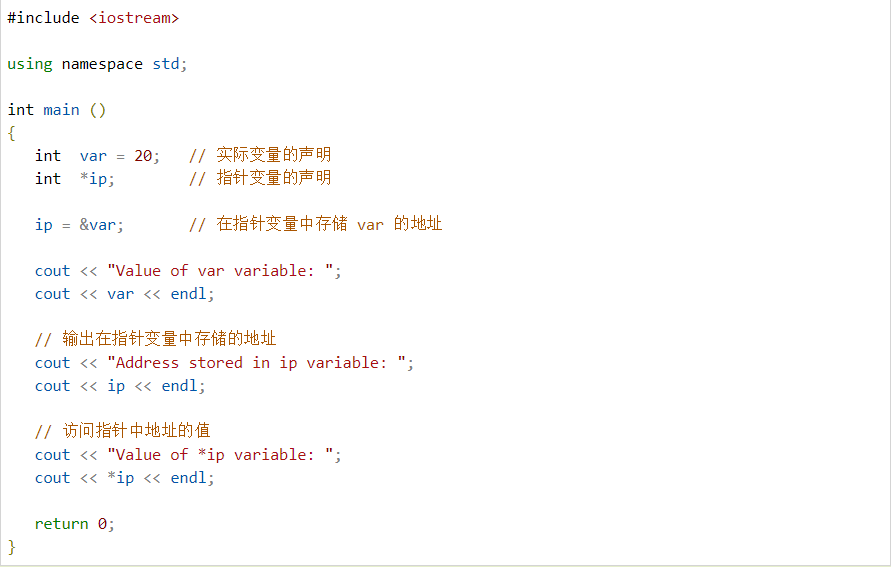 #include <iostream>
using namespace std;
int main ()
{
   int  var = 20;   // 实际变量的声明
   int  *ip;        // 指针变量的声明
   ip = &var;       // 在指针变量中存储 var 的地址
   cout << "Value of var variable: ";
   cout << var << endl;
   // 输出在指针变量中存储的地址
   cout << "Address stored in ip variable: ";
   cout << ip << endl;
   // 访问指针中地址的值
   cout << "Value of *ip variable: ";
   cout << *ip << endl;
   return 0;
}